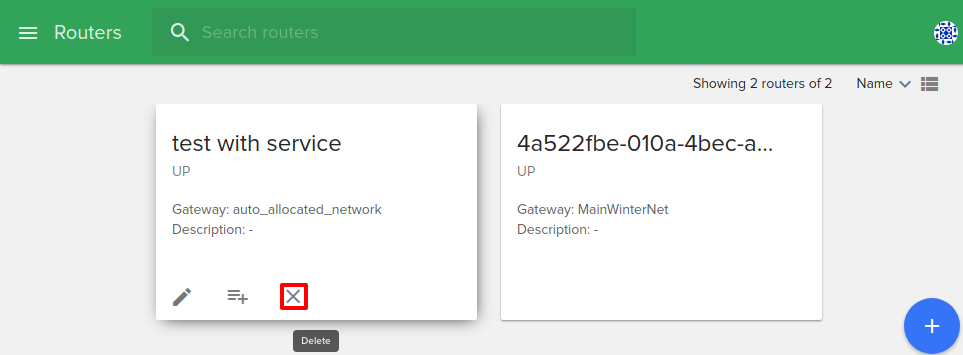 Routers
Search routers
Showing 2 routers of 2
Name
test with service
UP
Gateway: auto_allocated_network
Description: -
Delete
4a522fbe-010a-4bec-a...
UP
Gateway: MainWinterNet
Description: -